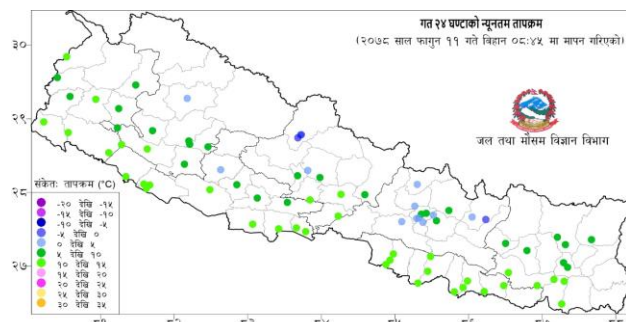 गत २४ घण्टाको न्यूनतम तापक्रम
(२०७८ साल फागुन ११ गते बिहान ०८:४५ मा मापन गरिएको)
३०
२९
जल तथा मौसम विज्ञान विभाग
संकेतः तापक्रम (°C)
-२० देखि -१५
-१५ देखि -१०
-१० देखि -५
-५ देखि ०
० देखि ५
५ देखि १०
१० देखि १५
१५ देखि २०
२० देखि २५
२५ देखि ३०
३० देखि ३५
२८
२७